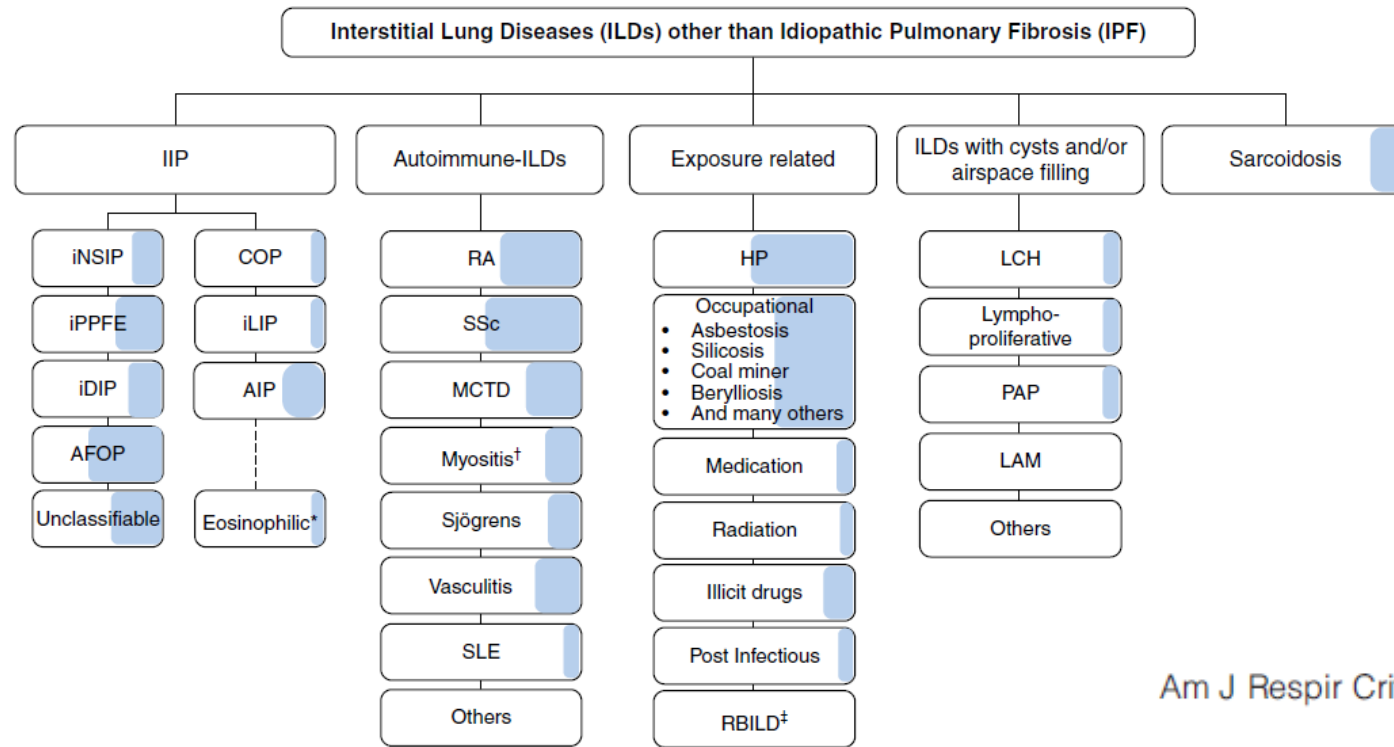 Interstitial Lung Diseases (ILDs) other than Idiopathic Pulmonary Fibrosis (IPF)
IIP
Autoimmune-ILDs
Exposure related
ILDs with cysts and/or
airspace filling
Sarcoidosis
iNSIP
iPPFE
iDIP
AFOP
Unclassifiable
COP
iLIP
AIP
Eosinophilic*
RA
SSc
MCTD
Myositis†
Sjögrens
Vasculitis
SLE
Others
HP
Occupational
• Asbestosis
• Silicosis
• Coal miner
• Berylliosis
• And many others
Medication
Radiation
Illicit drugs
Post Infectious
RBILD‡
LCH
Lympho-
proliferative
PAP
LAM
Others
Am J Respir Cri